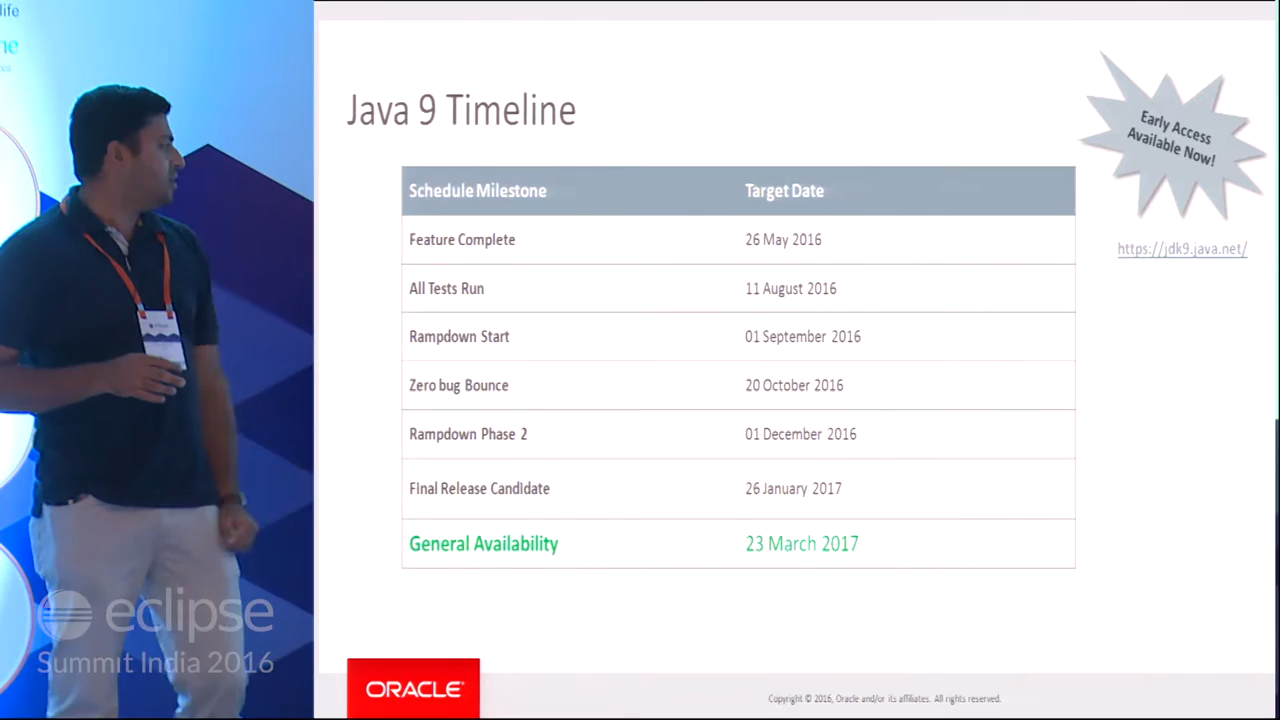 life
Java 9 Timeline
Early Access
Available Now!
https://jdk9.java.net/
Schedule Milestone Target Date
Feature Complete 26 May 2016
All Tests Run 11 August 2016
Rampdown Start 01 September 2016
Zero bug Bounce 20 October 2016
Rampdown Phase 2 01 December 2016
Final Release Candidate 26 January 2017
General Availability 23 March 2017
eclipse
Summit India 2016
ORACLE
Copyright © 2016, Oracle and/or its affiliates. All rights reserved.